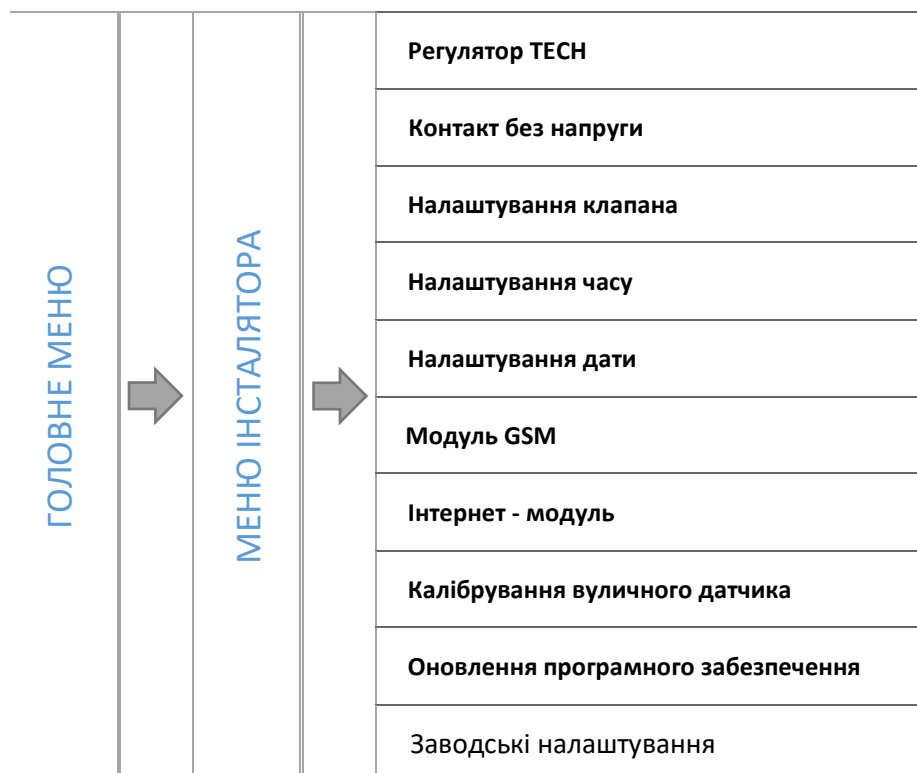 ГОЛОВНЕ МЕНЮ
МЕНЮ ІНСТАЛЯТОРА
Регулятор TECH
Контакт без напруги
Налаштування клапана
Налаштування часу
Налаштування дати
Модуль GSM
Інтернет - модуль
Калібрування вуличного датчика
Оновлення програмного забезпечення
Заводські налаштування